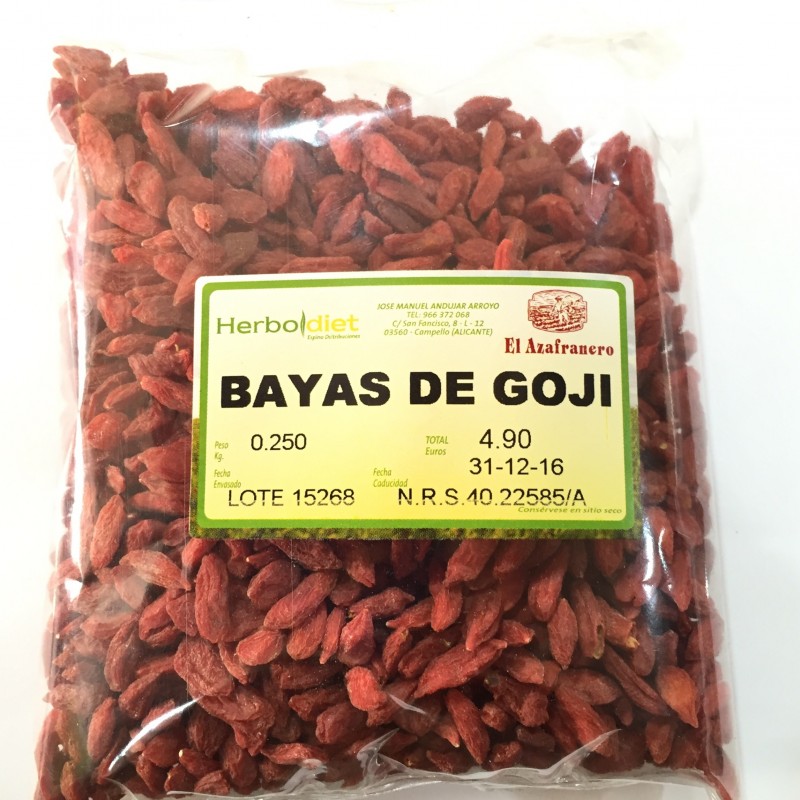 Herbodiet
Espino Distribuciones
JOSE MANUEL ANDUJAR ARROYO
TEL: 966 372 068
C/ San Fancisco, 8 - L - 12
03560 - Campello (ALICANTE)
El Azafranero
BAYAS DE GOJI
Peso Kg. 0.250
TOTAL Euros 4.90
Fecha Envasado
Fecha Caducidad 31-12-16
LOTE 15268 N.R.S.40.22585/A
Consérvese en sitio seco